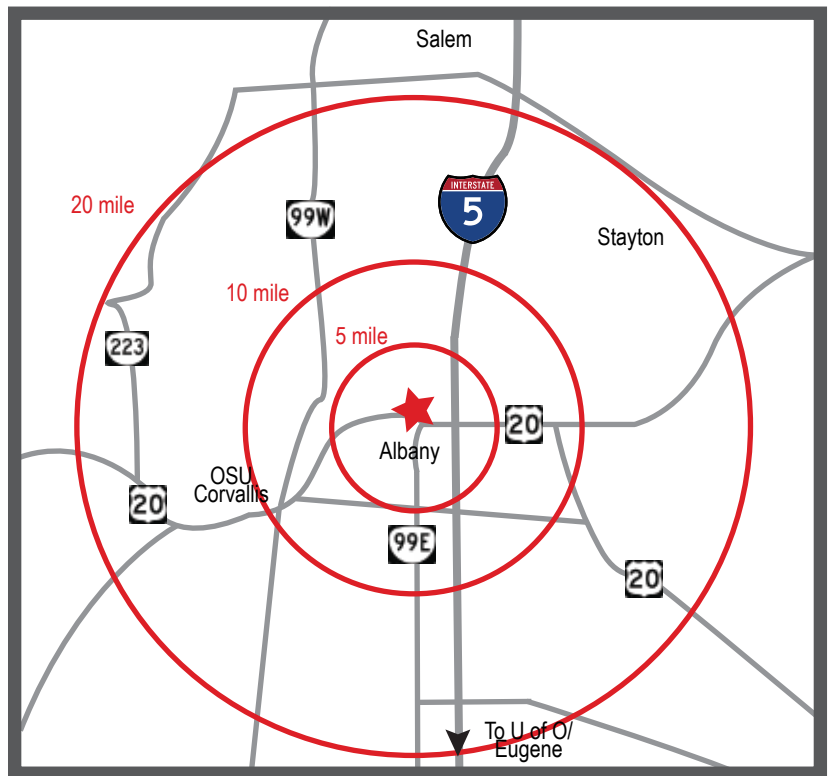 Salem
INTERSTATE
5
20 mile
99W
Stayton
10 mile
5 mile
223
20
Albany
OSU
Corvallis
20
99E
20
To U of O/
Eugene